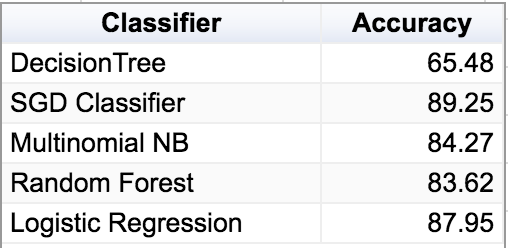 Classifier Accuracy
DecisionTree 65.48
SGD Classifier 89.25
Multinomial NB 84.27
Random Forest 83.62
Logistic Regression 87.95